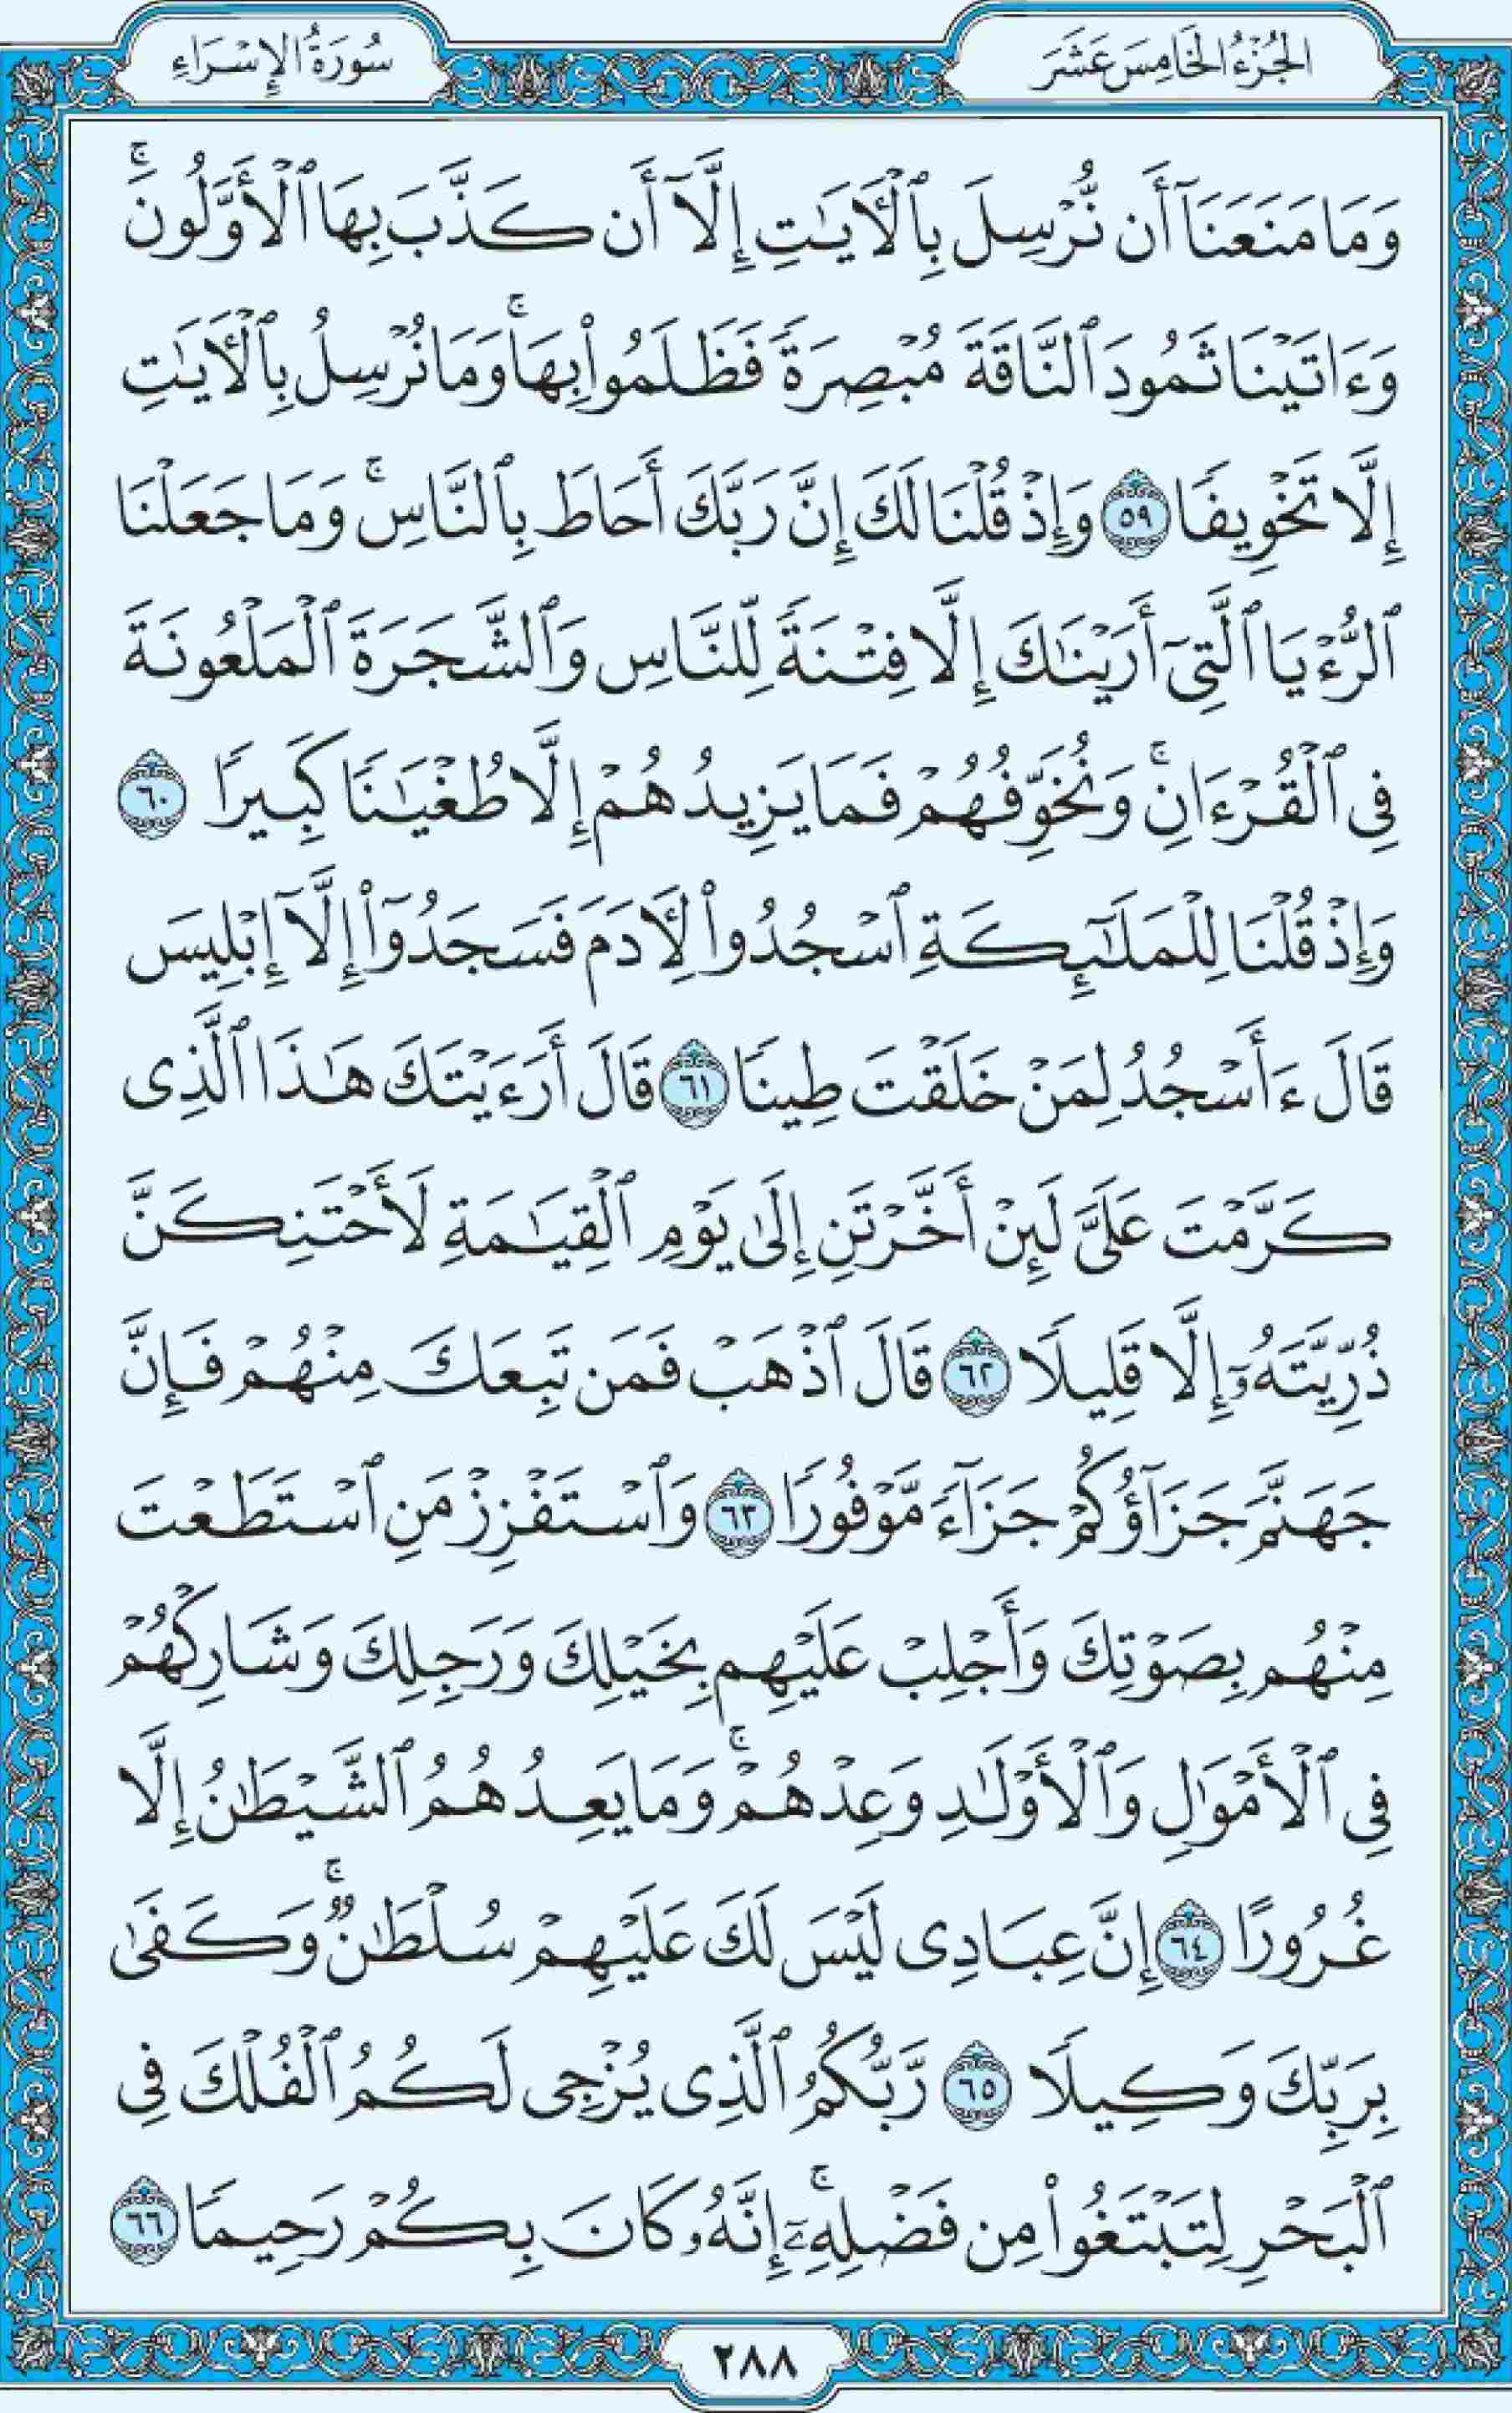 الجُزْءُ الخَامِسَ عَشَرَ
سُورَةُ الإِسْرَاءِ
وَمَا مَنَعَنَآ أَن نُّرْسِلَ بِٱلْأَيَـٰتِ إِلَّآ أَن كَذَّبَ بِهَا ٱلْأَوَّلُونَۚ
وَءَاتَيْنَا ثَمُودَ ٱلنَّاقَةَ مُبْصِرَةً فَظَلَمُوا۟ بِهَاۚ وَمَا نُرْسِلُ بِٱلْأَيَـٰتِ
إِلَّا تَخْوِيفًا ٥٩ وَإِذْ قُلْنَا لَكَ إِنَّ رَبَّكَ أَحَاطَ بِٱلنَّاسِۚ وَمَا جَعَلْنَا
ٱلرُّءْيَا ٱلَّتِىٓ أَرَيْنَـٰكَ إِلَّا فِتْنَةً لِّلنَّاسِ وَٱلشَّجَرَةَ ٱلْمَلْعُونَةَ
فِى ٱلْقُرْءَانِۚ وَنُخَوِّفُهُمْ فَمَا يَزِيدُهُمْ إِلَّا طُغْيَـٰنًا كَبِيرًا ٦٠
وَإِذْ قُلْنَا لِلْمَلَـٰٓئِكَةِ ٱسْجُدُوا۟ لِأَدَمَ فَسَجَدُوٓا۟ إِلَّآ إِبْلِيسَ
قَالَ ءَأَسْجُدُ لِمَنْ خَلَقْتَ طِينًا ٦١ قَالَ أَرَءَيْتَكَ هَـٰذَا ٱلَّذِى
كَرَّمْتَ عَلَىَّ لَئِنْ أَخَّرْتَنِ إِلَىٰ يَوْمِ ٱلْقِيَـٰمَةِ لَأَحْتَنِكَنَّ
ذُرِّيَّتَهُۥٓ إِلَّا قَلِيلًا ٦٢ قَالَ ٱذْهَبْ فَمَن تَبِعَكَ مِنْهُمْ فَإِنَّ
جَهَنَّمَ جَزَآؤُكُمْ جَزَآءً مَّوْفُورًا ٦٣ وَٱسْتَفْزِزْ مَنِ ٱسْتَطَعْتَ
مِنْهُم بِصَوْتِكَ وَأَجْلِبْ عَلَيْهِم بِخَيْلِكَ وَرَجِلِكَ وَشَارِكْهُمْ
فِى ٱلْأَمْوَٰلِ وَٱلْأَوْلَـٰدِ وَعِدْهُمْۚ وَمَا يَعِدُهُمُ ٱلشَّيْطَـٰنُ إِلَّا
غُرُورًا ٦٤ إِنَّ عِبَادِى لَيْسَ لَكَ عَلَيْهِمْ سُلْطَـٰنٌۚ وَكَفَىٰ
بِرَبِّكَ وَكِيلًا ٦٥ رَّبُّكُمُ ٱلَّذِى يُزْجِى لَكُمُ ٱلْفُلْكَ فِى
ٱلْبَحْرِ لِتَبْتَغُوا۟ مِن فَضْلِهِۦٓۚ إِنَّهُۥ كَانَ بِكُمْ رَحِيمًا ٦٦
٢٨٨